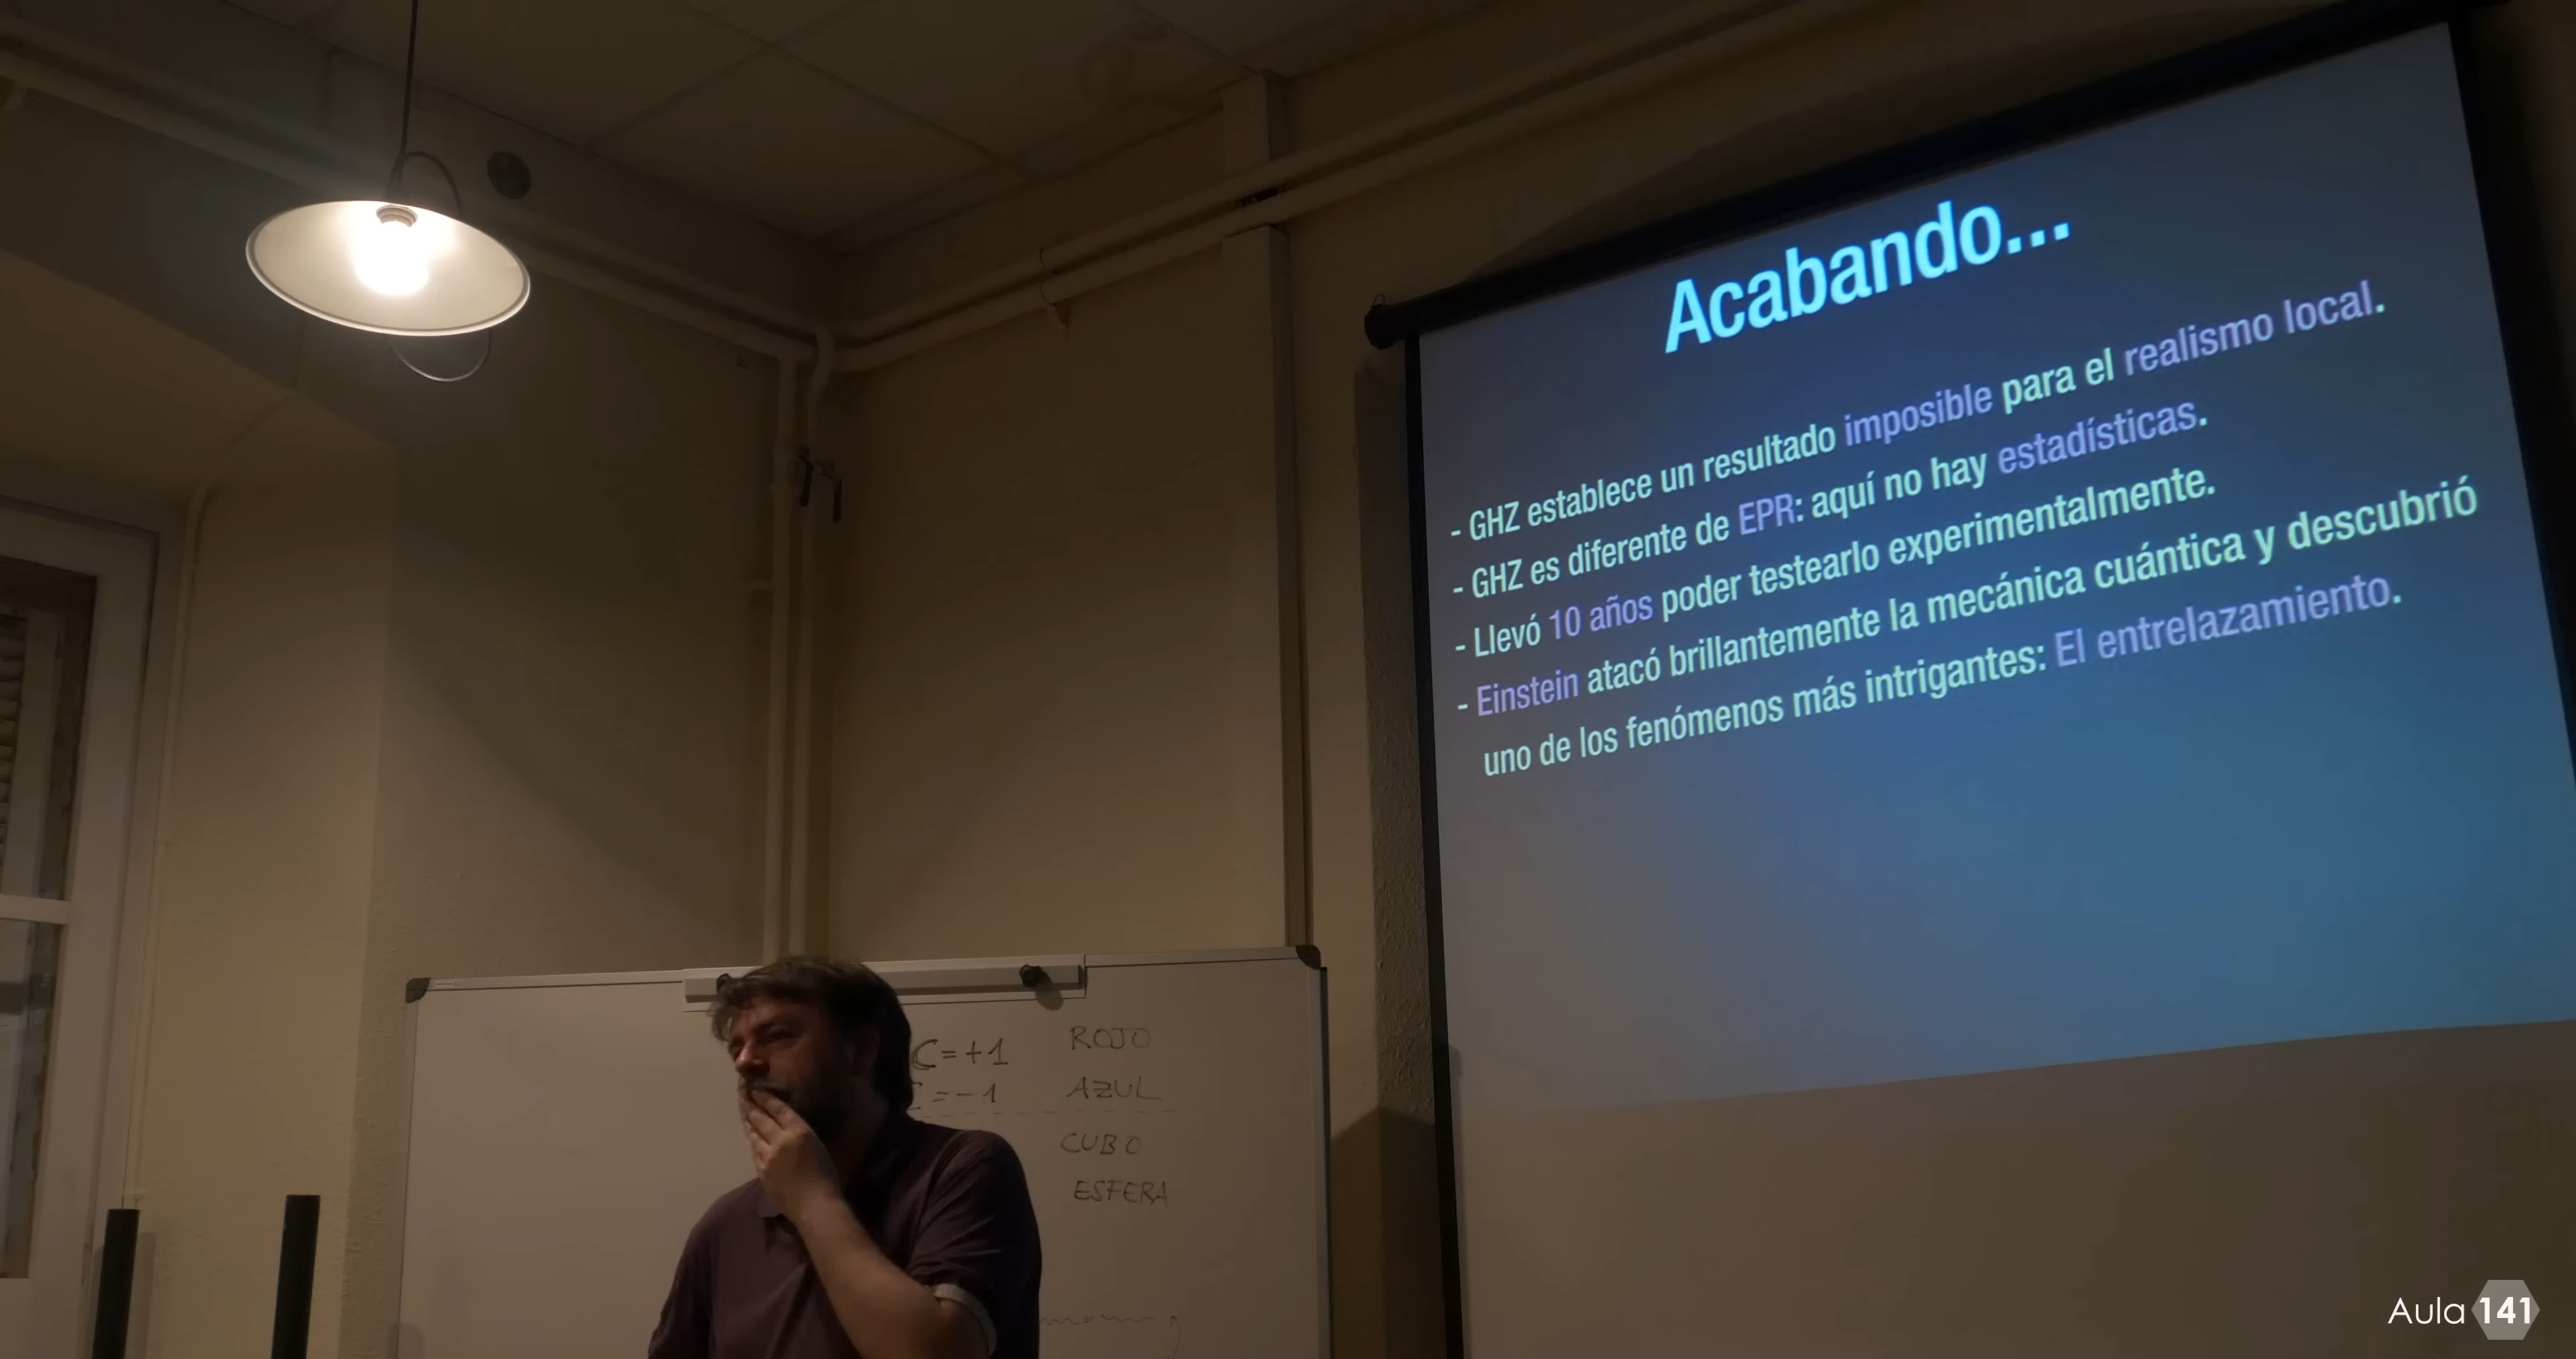 Acabando...
- GHZ establece un resultado imposible para el realismo local.
- GHZ es diferente de EPR: aquí no hay estadísticas.
- Llevó 10 años poder testearlo experimentalmente.
- Einstein atacó brillantemente la mecánica cuántica y descubrió
uno de los fenómenos más intrigantes: El entrelazamiento.
C=+1 ROJO
=-1 AZUL
CUBO
ESFERA
Aula 141